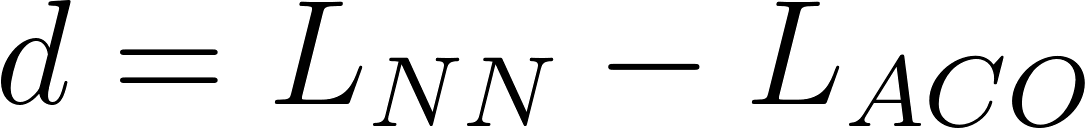 d = L_{NN} - L_{ACO}